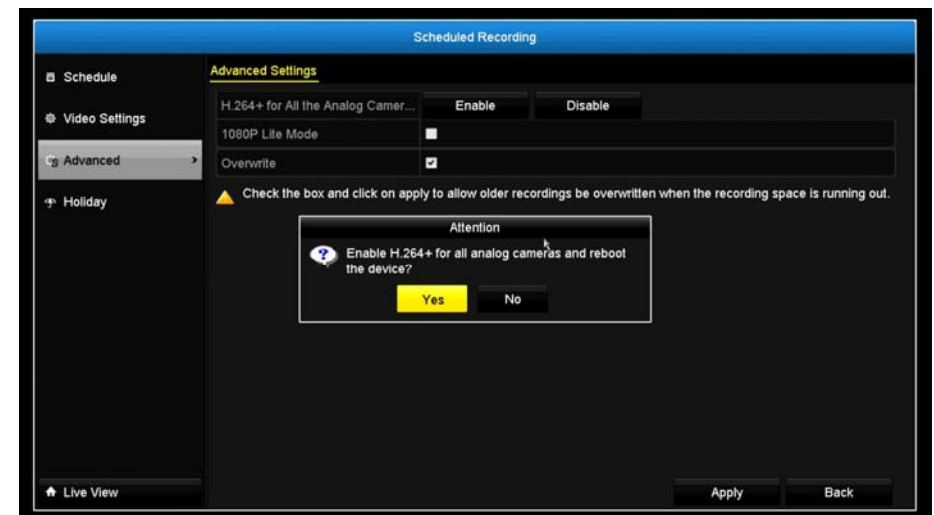 Scheduled Recording
Schedule
Video Settings
Advanced
Holiday
Live View
Advanced Settings
H.264+ for All the Analog Camer... Enable Disable
1080P Lite Mode
Overwrite
Check the box and click on apply to allow older recordings be overwritten when the recording space is running out.
Attention
Enable H.264+ for all analog cameras and reboot
the device?
Yes No
Apply Back